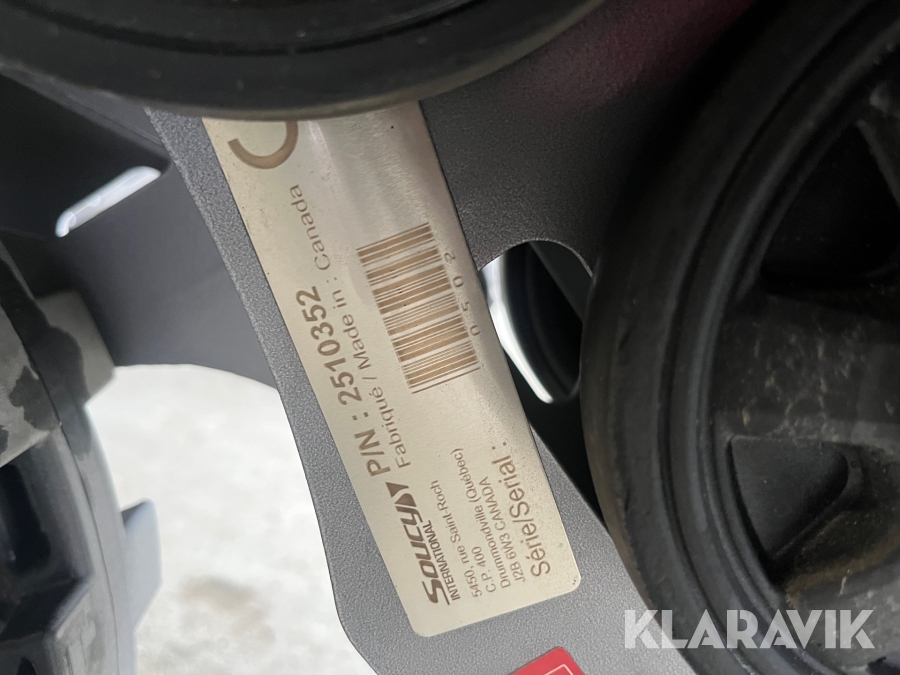 SOUCY
INTERNATIONAL
5450, rue Saint-Roch
C.P. 400
Drummondville (Québec)
J2B 6V3 CANADA
Série/Serial :
P/N : 2510352
Fabriqué / Made in : Canada
0502
KLARAVIK